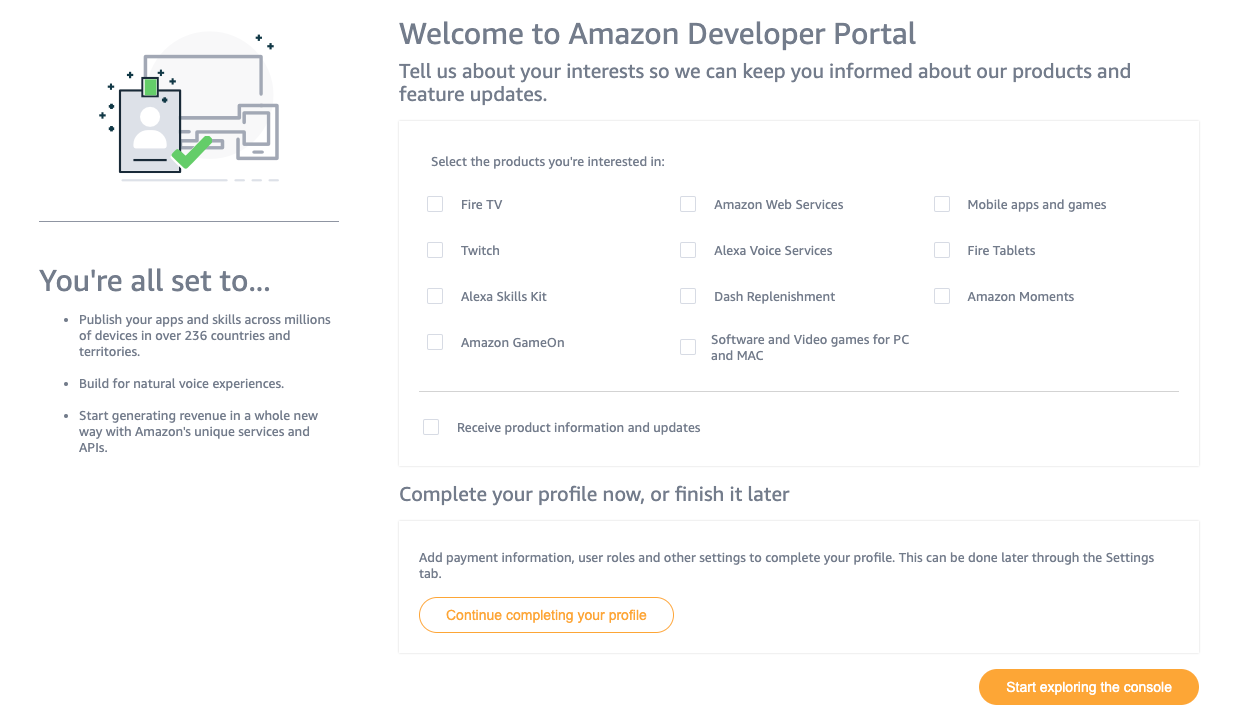 Welcome to Amazon Developer Portal
Tell us about your interests so we can keep you informed about our products and
feature updates.
You're all set to...
Publish your apps and skills across millions
of devices in over 236 countries and
territories.
Build for natural voice experiences.
Start generating revenue in a whole new
way with Amazon's unique services and
APIs.
Select the products you're interested in:
Fire TV
Amazon Web Services
Mobile apps and games
Twitch
Alexa Voice Services
Fire Tablets
Alexa Skills Kit
Dash Replenishment
Amazon Moments
Amazon GameOn
Software and Video games for PC
and MAC
Receive product information and updates
Complete your profile now, or finish it later
Add payment information, user roles and other settings to complete your profile. This can be done later through the Settings
tab.
Continue completing your profile
Start exploring the console